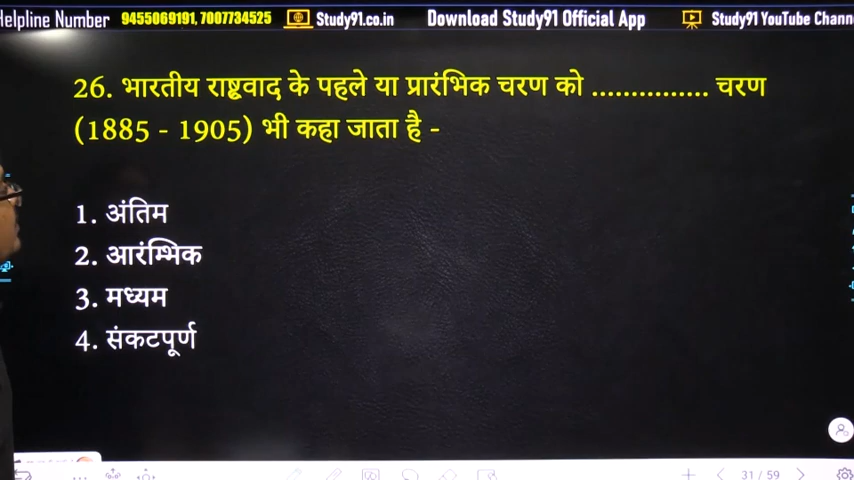 Helpline Number 9455069191, 7007734525 Study91.co.in Download Study91 Official App Study91 YouTube Chann
26. भारतीय राष्ट्रवाद के पहले या प्रारंभिक चरण को ............... चरण
(1885 - 1905) भी कहा जाता है -
1. अंतिम
2. आरंम्भिक
3. मध्यम
4. संकटपूर्ण
31 / 59